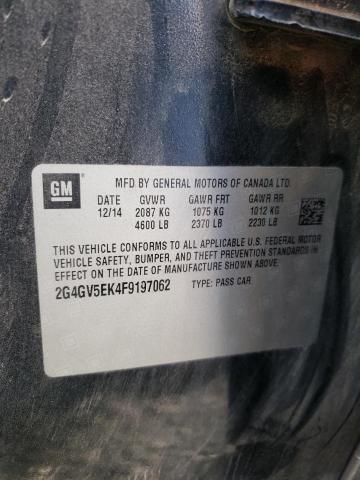 GM
MFD BY GENERAL MOTORS OF CANADA LTD.
DATE GVWR GAWR FRT GAWR RR
12/14 2087 KG 1075 KG 1012 KG
4600 LB 2370 LB 2230 LB
THIS VEHICLE CONFORMS TO ALL APPLICABLE U.S. FEDERAL MOTOR
VEHICLE SAFETY, BUMPER, AND THEFT PREVENTION STANDARDS IN
EFFECT ON THE DATE OF MANUFACTURE SHOWN ABOVE.
2G4GV5EK4F9197062 TYPE: PASS CAR